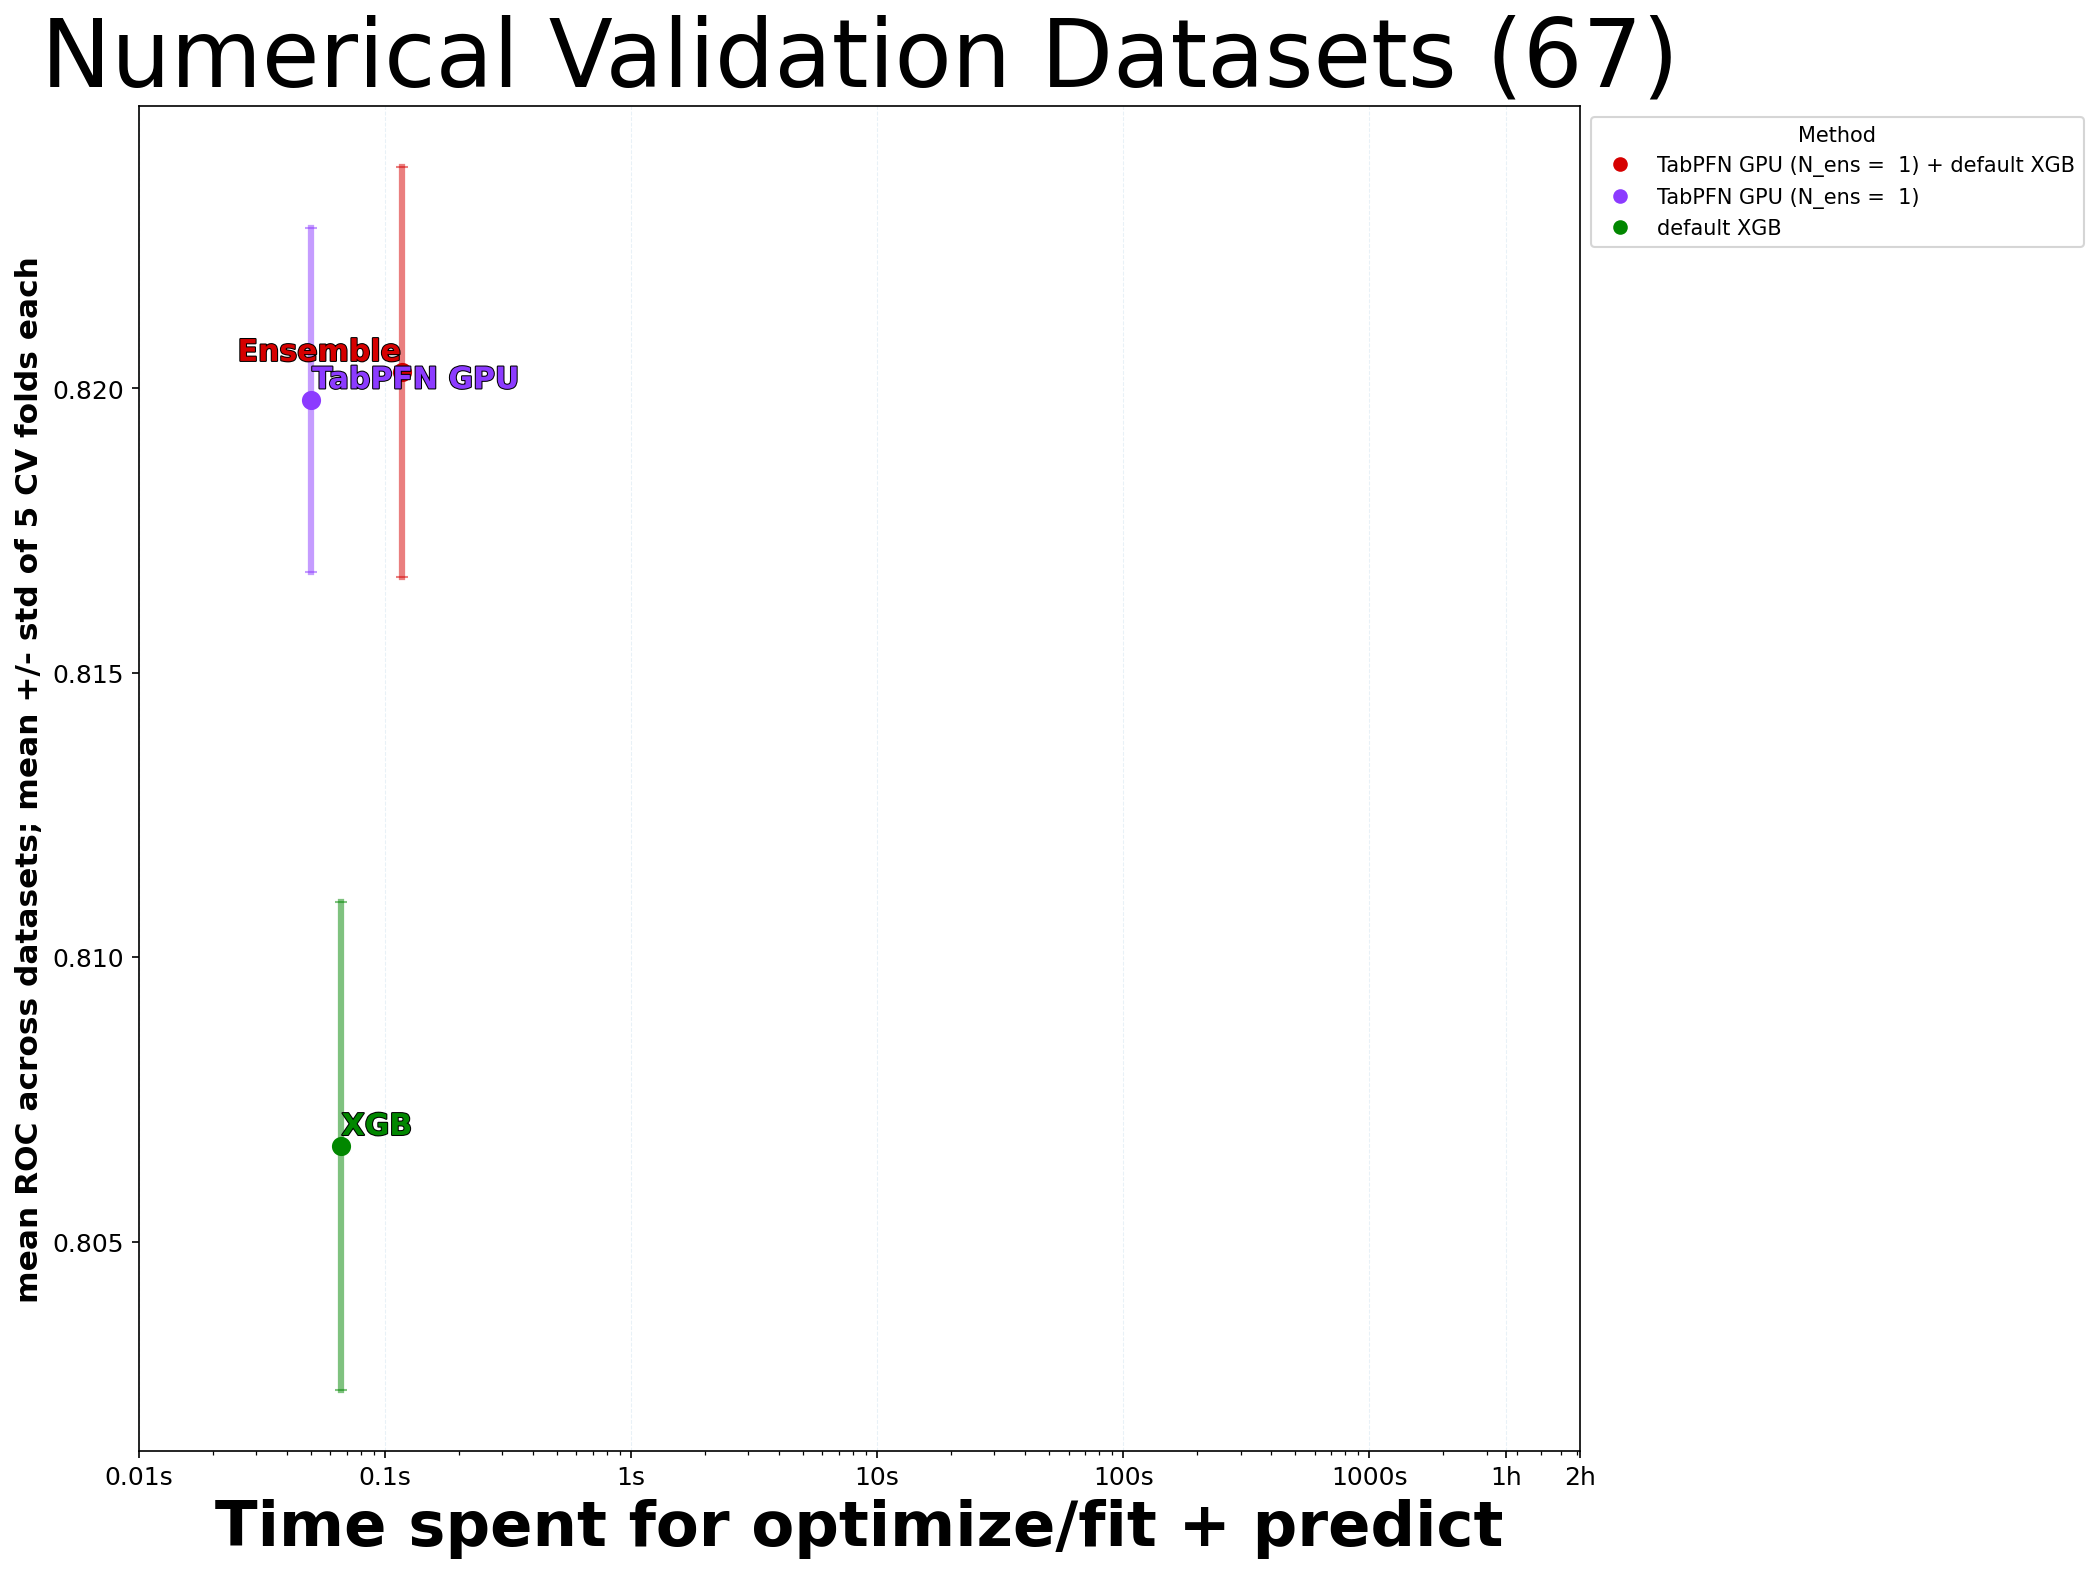 Numerical Validation Datasets (67)
mean ROC across datasets; mean +/- std of 5 CV folds each
0.820
0.815
0.810
0.805
Ensemble
TabPFN GPU
XGB
0.01s
0.1s
1s
10s
100s
1000s
1h
2h
Time spent for optimize/fit + predict
Method
TabPFN GPU (N_ens =  1) + default XGB
TabPFN GPU (N_ens =  1)
default XGB